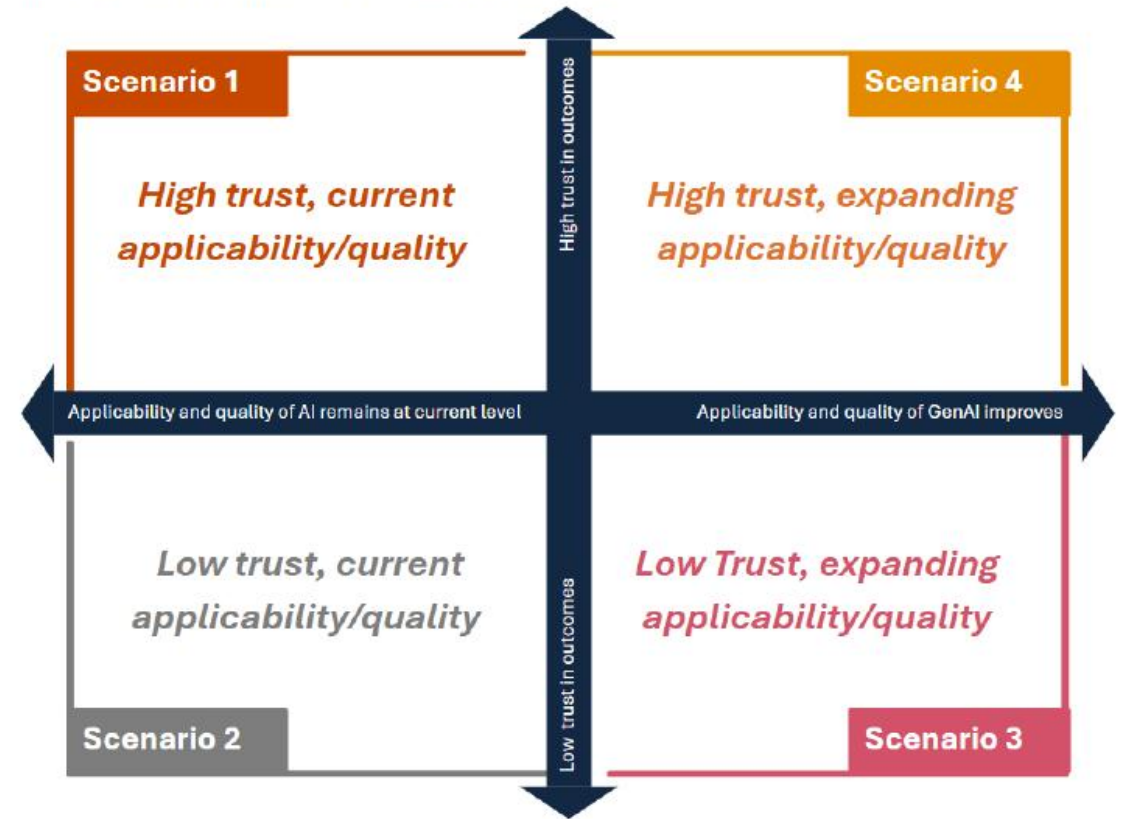 Scenario 1
High trust, current
applicability/quality
High trust in outcomes
Scenario 4
High trust, expanding
applicability/quality
Applicability and quality of AI remains at current level
Applicability and quality of GenAI improves
Low trust, current
applicability/quality
Scenario 2
Low trust in outcomes
Low Trust, expanding
applicability/quality
Scenario 3